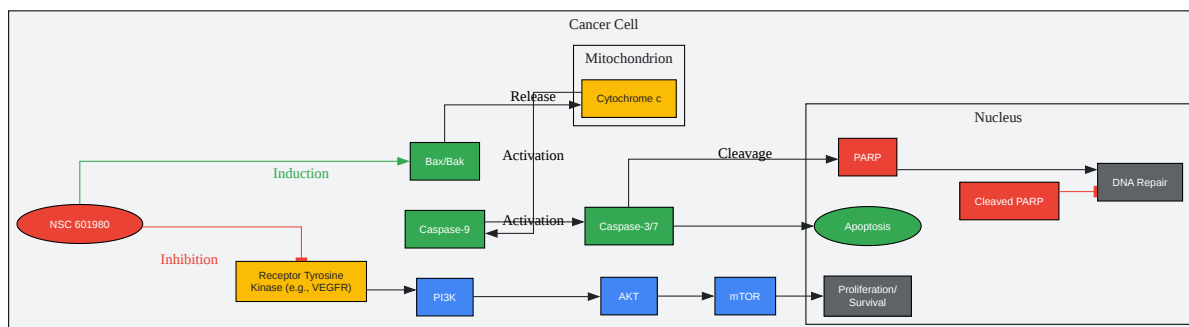 Cancer Cell
Mitochondrion
Cytochrome c
Release
Nucleus
Bax/Bak
Activation
Cleavage
PARP
DNA Repair
Induction
Cleaved PARP
NSC 601980
Caspase-9
Activation
Caspase-3/7
Apoptosis
Inhibition
Receptor Tyrosine
Kinase (e.g., VEGFR)
PI3K
AKT
mTOR
Proliferation/
Survival